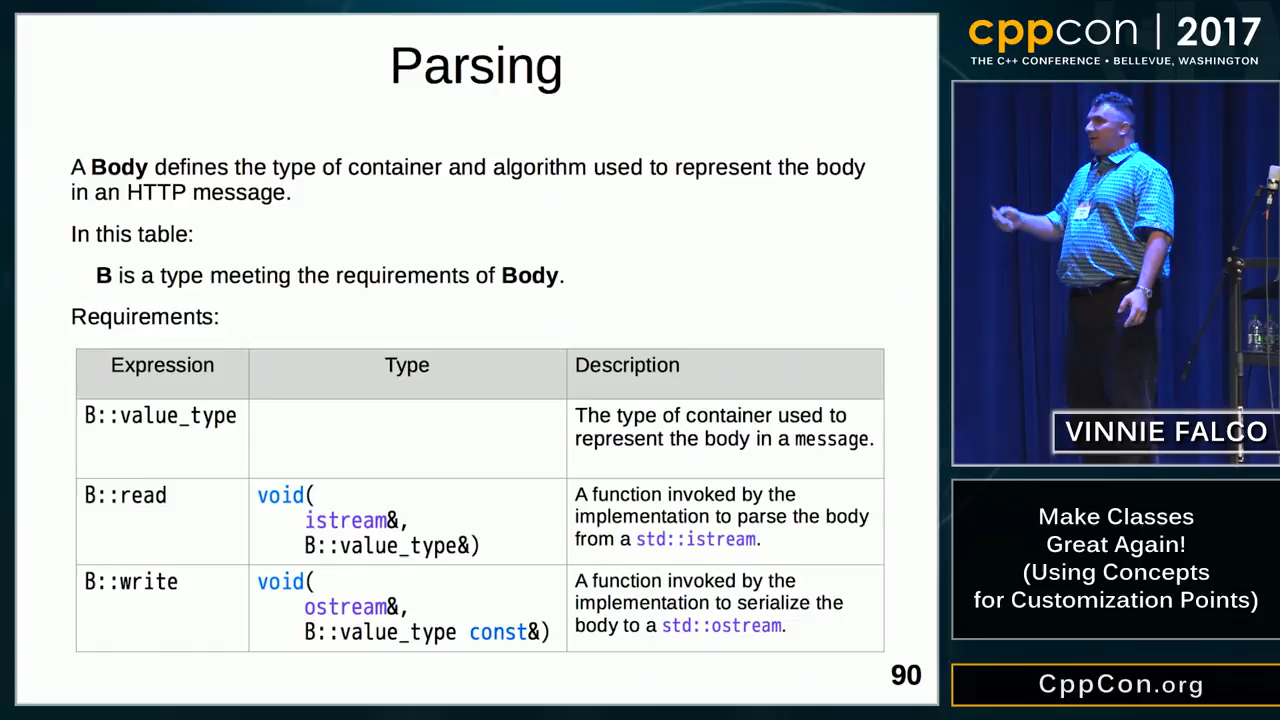 Parsing
A Body defines the type of container and algorithm used to represent the body
in an HTTP message.
In this table:
B is a type meeting the requirements of Body.
Requirements:
Expression Type Description
B::value_type
The type of container used to
represent the body in a message.
B::read
void(
istream&,
B::value_type&)
A function invoked by the
implementation to parse the body
from a std::istream.
B::write
void(
ostream&,
B::value_type const&)
A function invoked by the
implementation to serialize the
body to a std::ostream.
90
cppcon | 2017
THE C++ CONFERENCE • BELLEVUE, WASHINGTON
VINNIE FALCO
Make Classes
Great Again!
(Using Concepts
for Customization Points)
CppCon.org